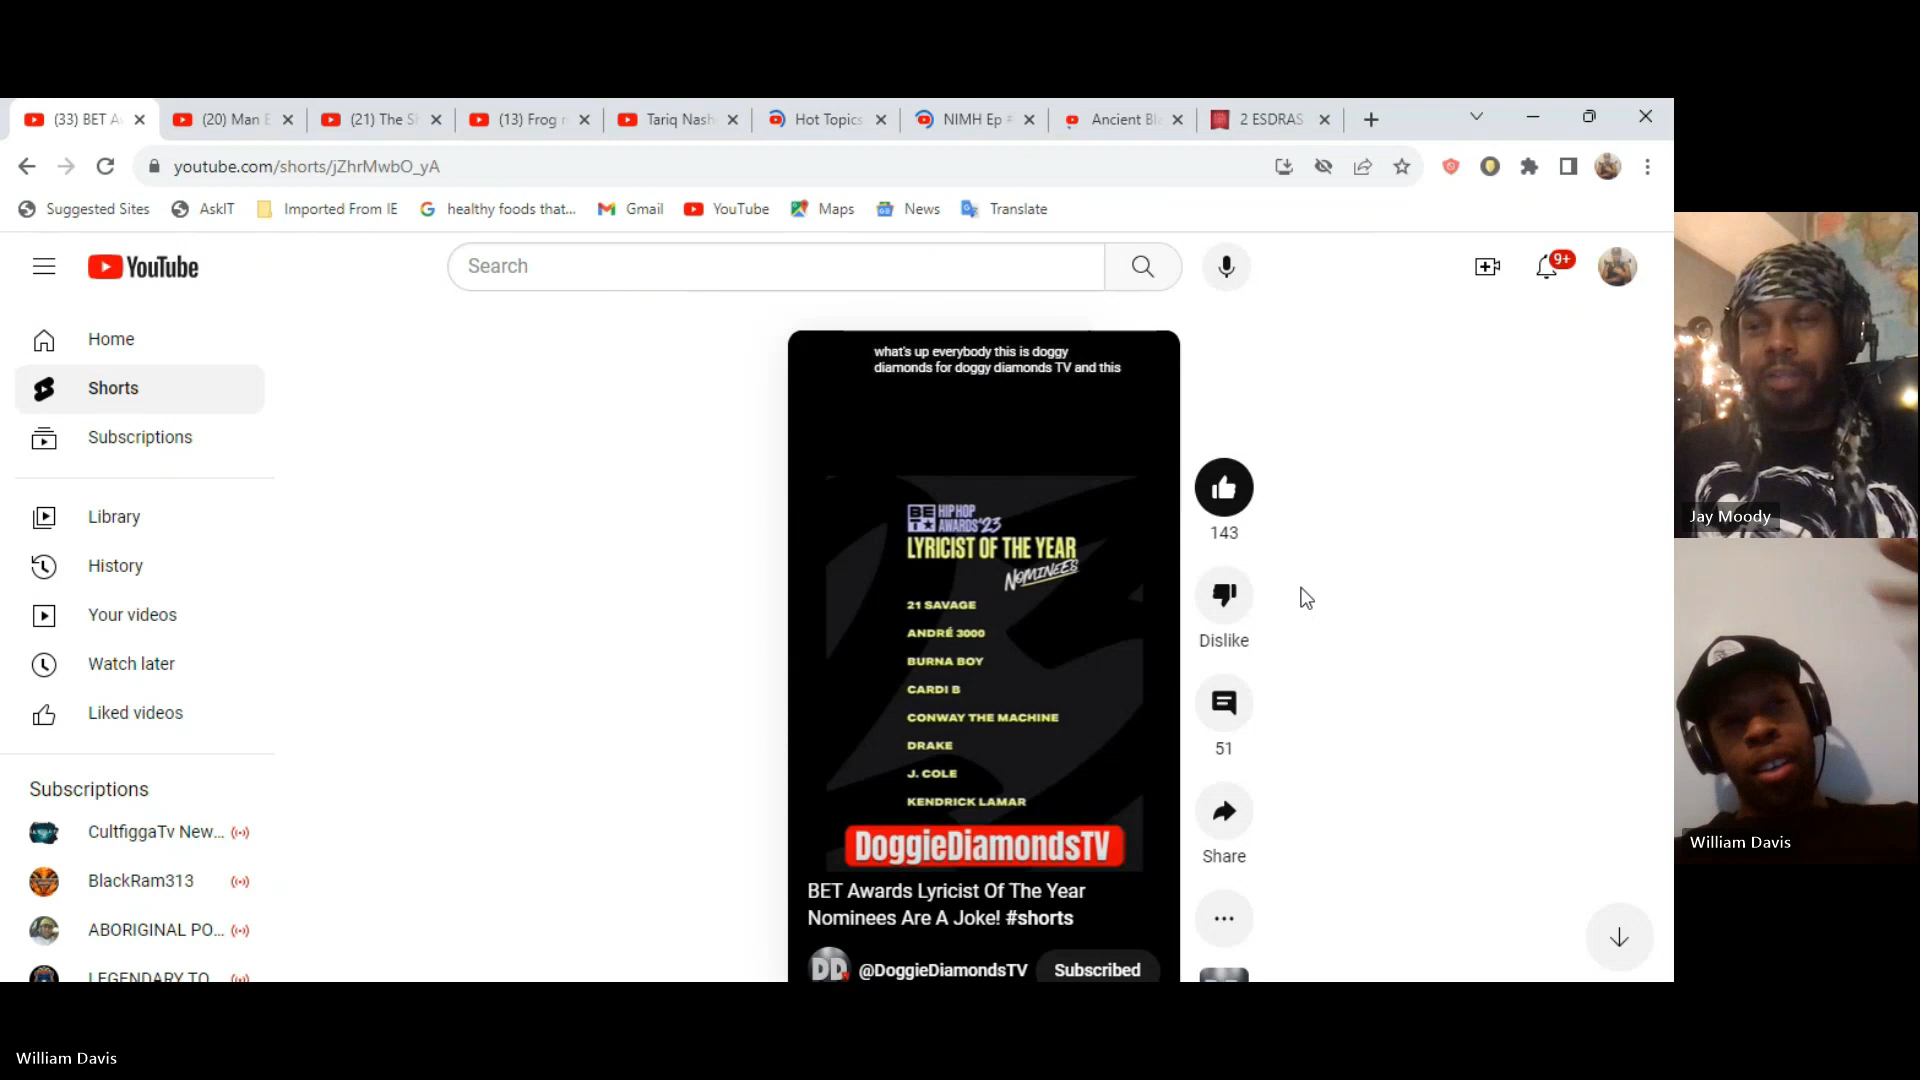 (33) BET A
(20) Man E
(21) The S
(13) Frog
Tariq Nash
Hot Topics
NIMH Ep #
Ancient Bl
2 ESDRAS
youtube.com/shorts/jZhrMwbO_yA
Suggested Sites
AskIT
Imported From IE
healthy foods that...
Gmail
YouTube
Maps
News
Translate
YouTube
Search
9+
Home
Shorts
Subscriptions
Library
History
Your videos
Watch later
Liked videos
Subscriptions
CultfiggaTv New...
BlackRam313
ABORIGINAL PO...
LEGENDARY TO
what's up everybody this is doggy
diamonds for doggy diamonds TV and this
BET HIP HOP
AWARDS'23
LYRICIST OF THE YEAR
NOMINEES
21 SAVAGE
ANDRÉ 3000
BURNA BOY
CARDI B
CONWAY THE MACHINE
DRAKE
J. COLE
KENDRICK LAMAR
DoggieDiamondsTV
BET Awards Lyricist Of The Year
Nominees Are A Joke! #shorts
DD
@DoggieDiamondsTV
Subscribed
143
Dislike
51
Share
Jay Moody
William Davis
William Davis